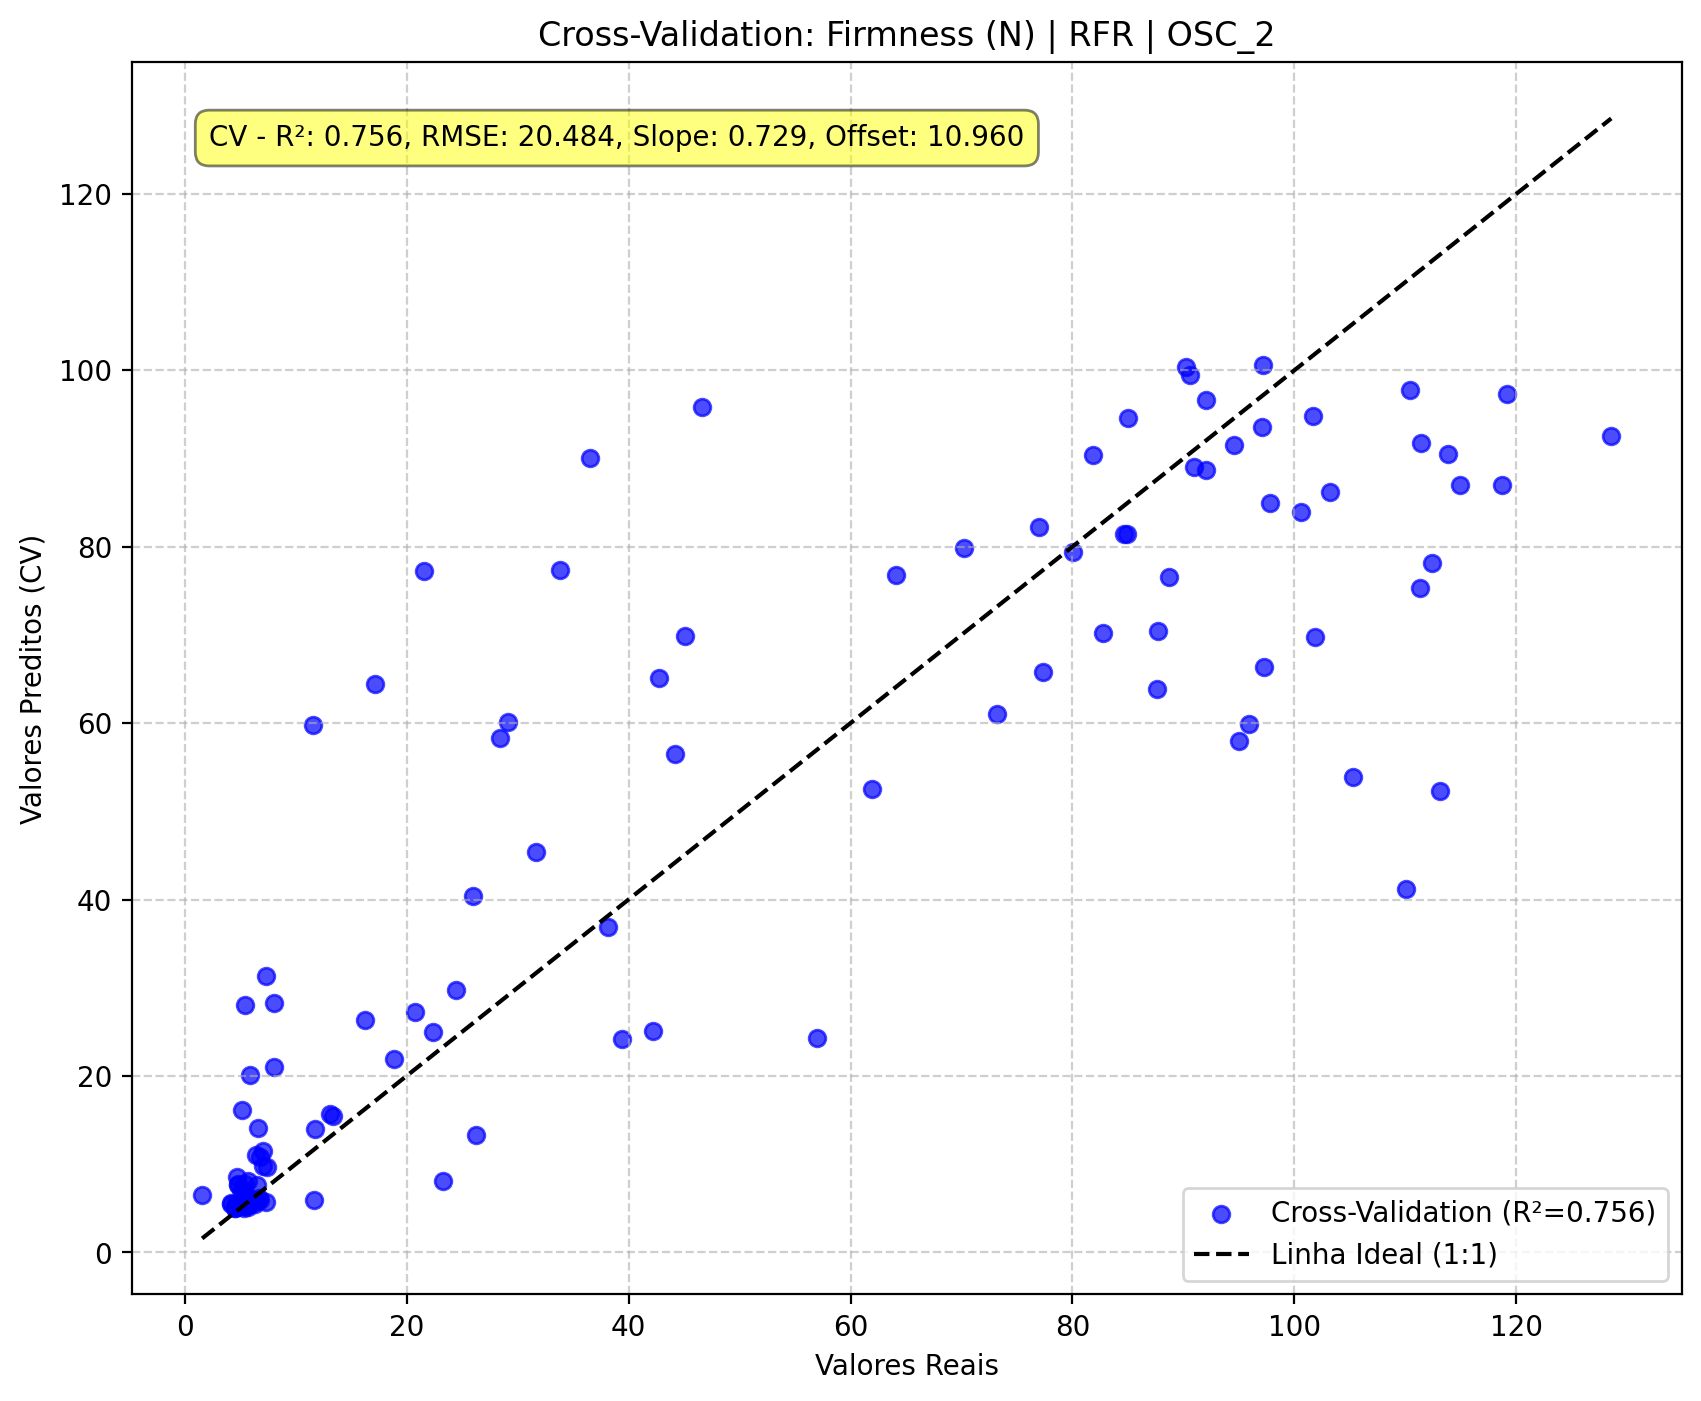 Cross-Validation: Firmness (N) | RFR | OSC_2
CV - R²: 0.756, RMSE: 20.484, Slope: 0.729, Offset: 10.960
Valores Preditos (CV)
120
100
80
60
40
20
0
0 20 40 60 80 100 120
Valores Reais
Cross-Validation (R²=0.756)
Linha Ideal (1:1)